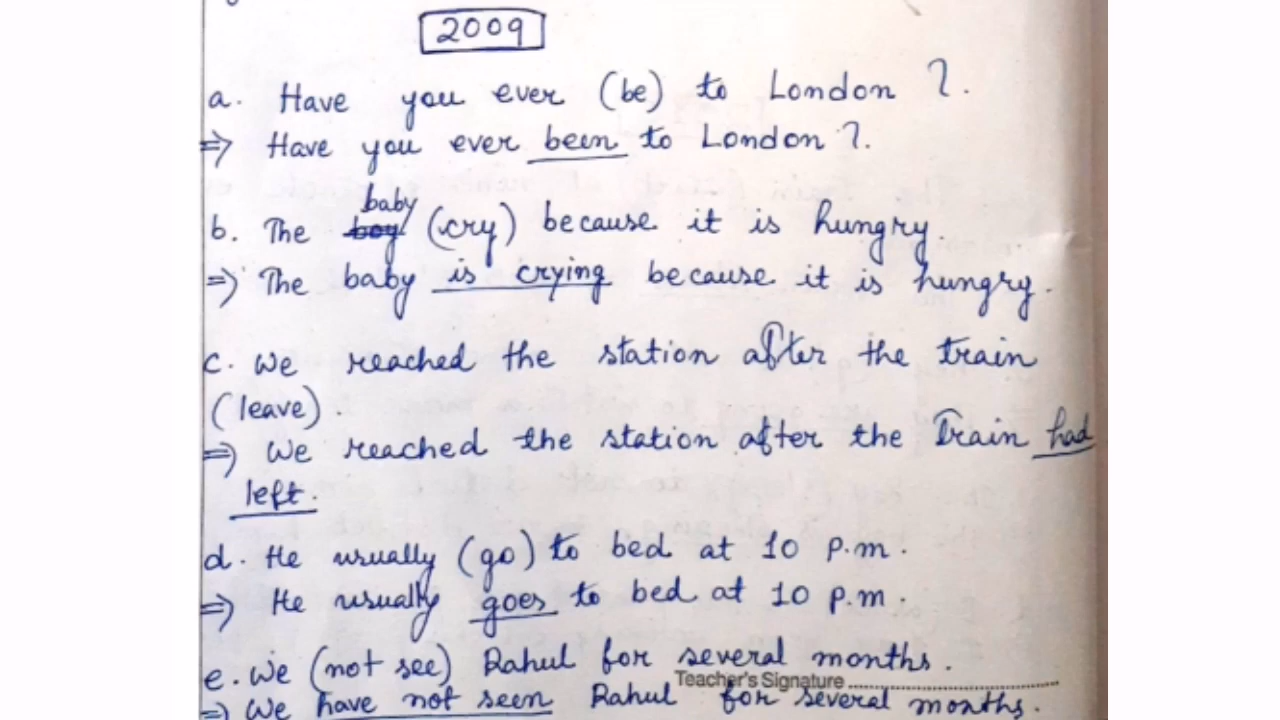 2009
a. Have you ever (be) to London ?.
=> Have you ever been to London ?.
baby
b. The boy (cry) because it is hungry.
=> The baby is crying because it is hungry.
c. We reached the station after the train
(leave).
=> We reached the station after the Train had
left.
d. He usually (go) to bed at 10 p.m.
=> He usually goes to bed at 10 p.m.
e. We (not see) Rahul for several months.
Teacher's Signature
=> We have not seen Rahul for several months.